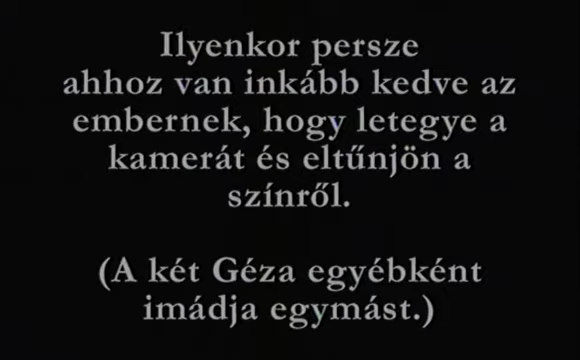 Ilyenkor persze
ahhoz van inkább kedve az
embernek, hogy letegye a
kamerát és eltűnjön a
színről.
(A két Géza egyébként
imádja egymást.)